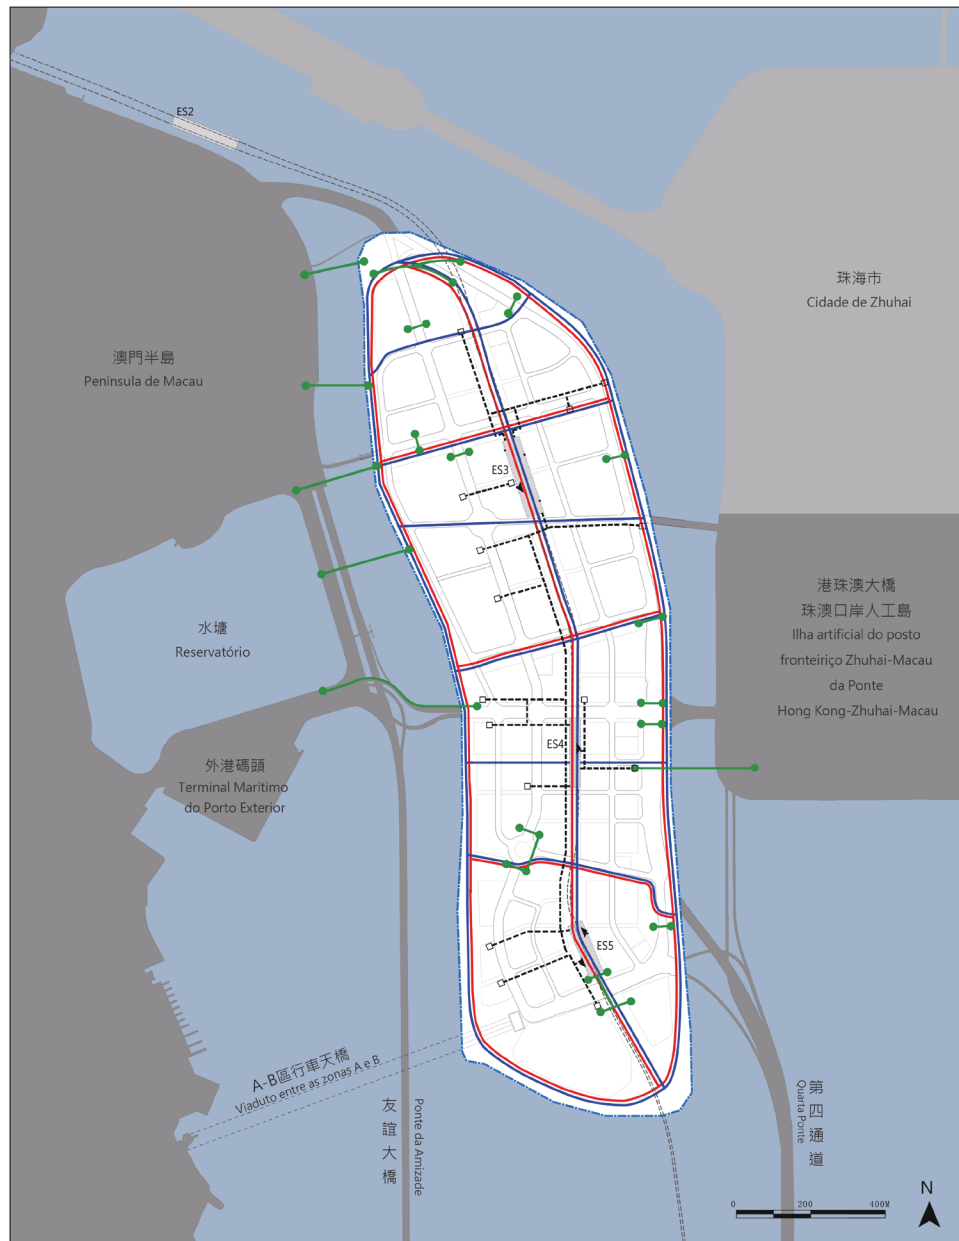 ES2
珠海市
Cidade de Zhuhai
澳門半島
Península de Macau
ES3
港珠澳大橋
珠澳口岸人工島
Ilha artificial do posto
fronteiriço Zhuhai-Macau
da Ponte
Hong Kong-Zhuhai-Macau
水塘
Reservatório
ES4
外港碼頭
Terminal Marítimo
do Porto Exterior
ES5
A-B區行車天橋
Viaduto entre as zonas A e B
友誼大橋
Ponte da Amizade
第四通道
Quarta Ponte
N
0 200 400M